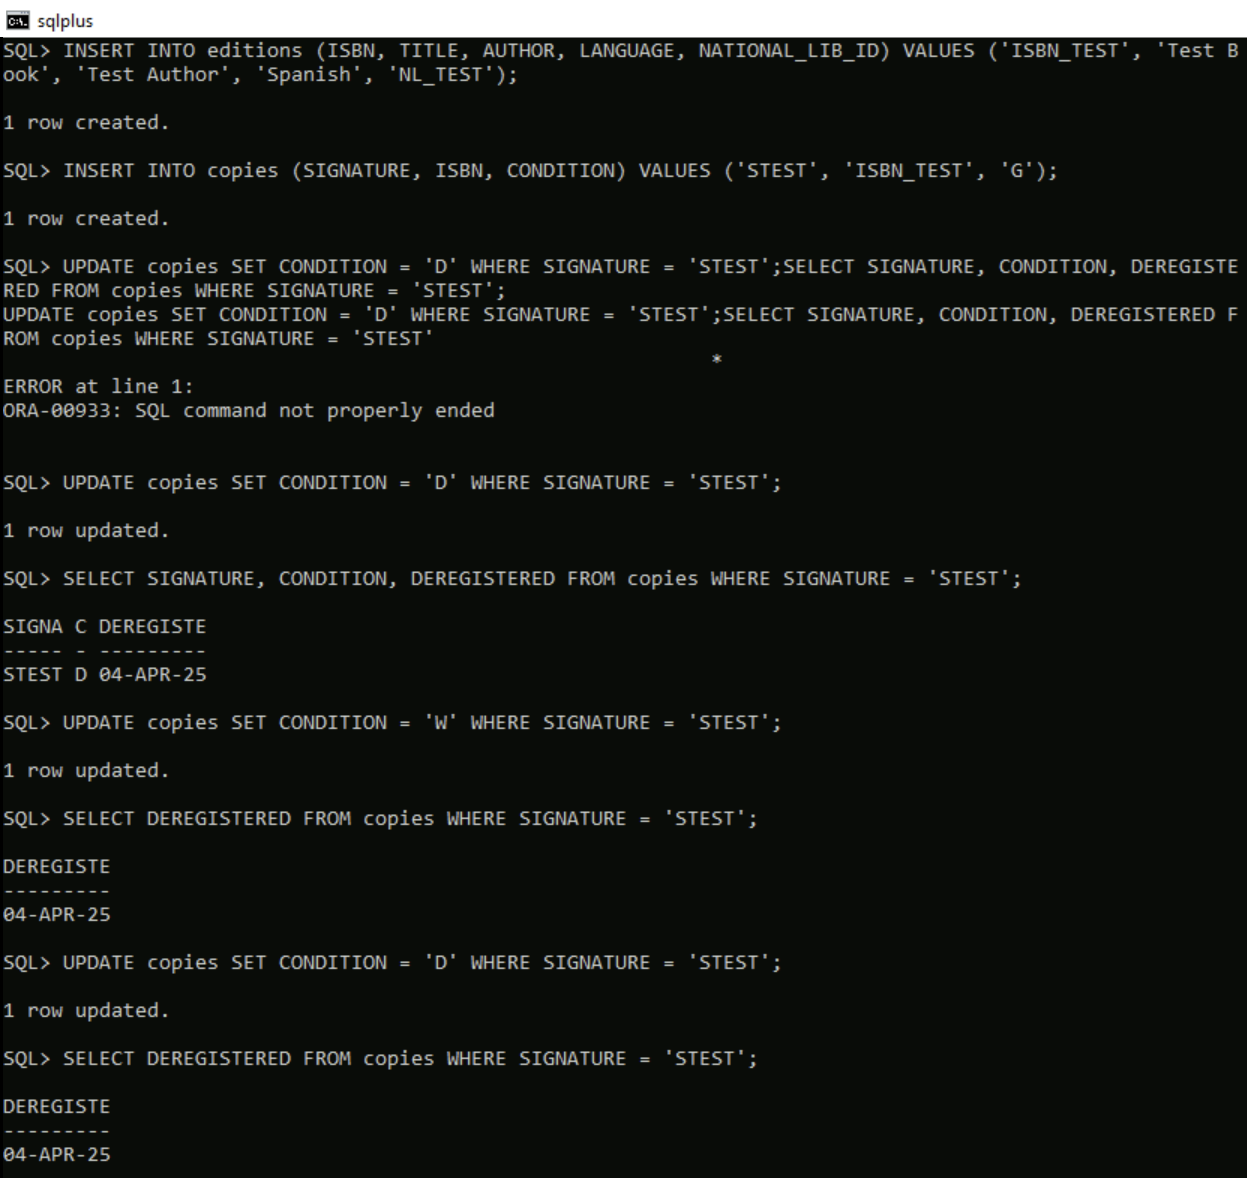 sqlplus
SQL> INSERT INTO editions (ISBN, TITLE, AUTHOR, LANGUAGE, NATIONAL_LIB_ID) VALUES ('ISBN_TEST', 'Test B
ook', 'Test Author', 'Spanish', 'NL_TEST');
1 row created.
SQL> INSERT INTO copies (SIGNATURE, ISBN, CONDITION) VALUES ('STEST', 'ISBN_TEST', 'G');
1 row created.
SQL> UPDATE copies SET CONDITION = 'D' WHERE SIGNATURE = 'STEST';SELECT SIGNATURE, CONDITION, DEREGISTE
RED FROM copies WHERE SIGNATURE = 'STEST';
UPDATE copies SET CONDITION = 'D' WHERE SIGNATURE = 'STEST';SELECT SIGNATURE, CONDITION, DEREGISTERED F
ROM copies WHERE SIGNATURE = 'STEST'
*
ERROR at line 1:
ORA-00933: SQL command not properly ended
SQL> UPDATE copies SET CONDITION = 'D' WHERE SIGNATURE = 'STEST';
1 row updated.
SQL> SELECT SIGNATURE, CONDITION, DEREGISTERED FROM copies WHERE SIGNATURE = 'STEST';
SIGNA C DEREGISTE
----- - ---------
STEST D 04-APR-25
SQL> UPDATE copies SET CONDITION = 'W' WHERE SIGNATURE = 'STEST';
1 row updated.
SQL> SELECT DEREGISTERED FROM copies WHERE SIGNATURE = 'STEST';
DEREGISTE
---------
04-APR-25
SQL> UPDATE copies SET CONDITION = 'D' WHERE SIGNATURE = 'STEST';
1 row updated.
SQL> SELECT DEREGISTERED FROM copies WHERE SIGNATURE = 'STEST';
DEREGISTE
---------
04-APR-25